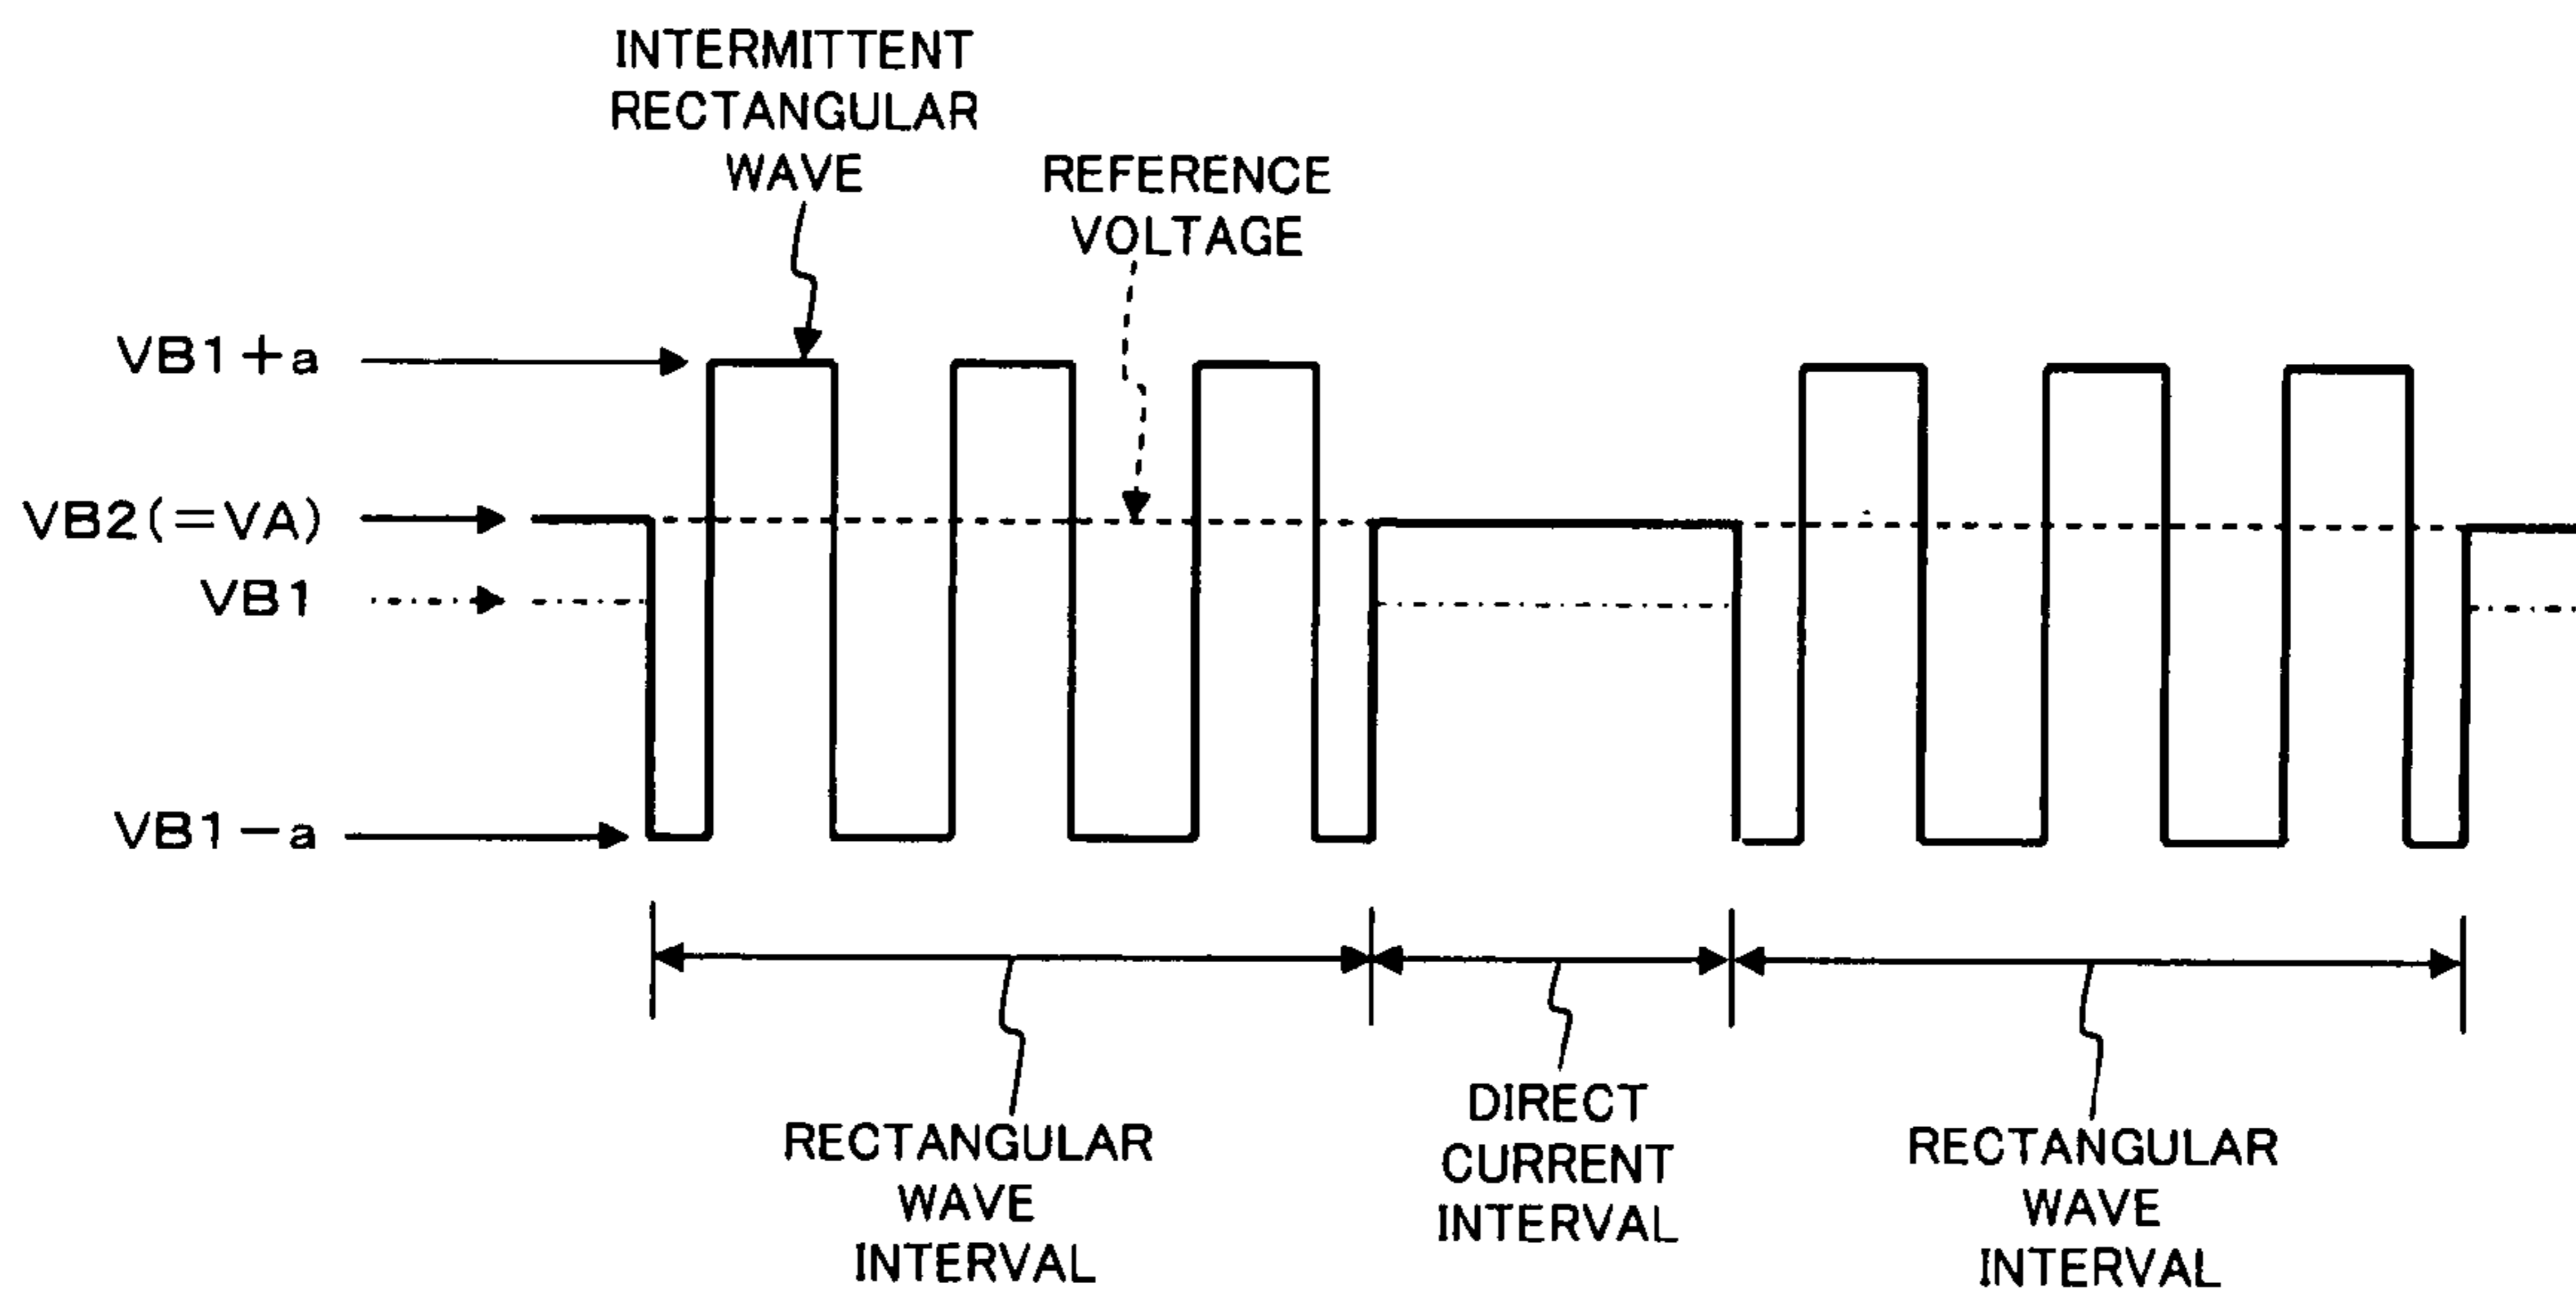 INTERMITTENT
RECTANGULAR
WAVE
REFERENCE
VOLTAGE
VB1+a
VB2(=VA)
VB1
VB1-a
RECTANGULAR
WAVE
INTERVAL
DIRECT
CURRENT
INTERVAL
RECTANGULAR
WAVE
INTERVAL